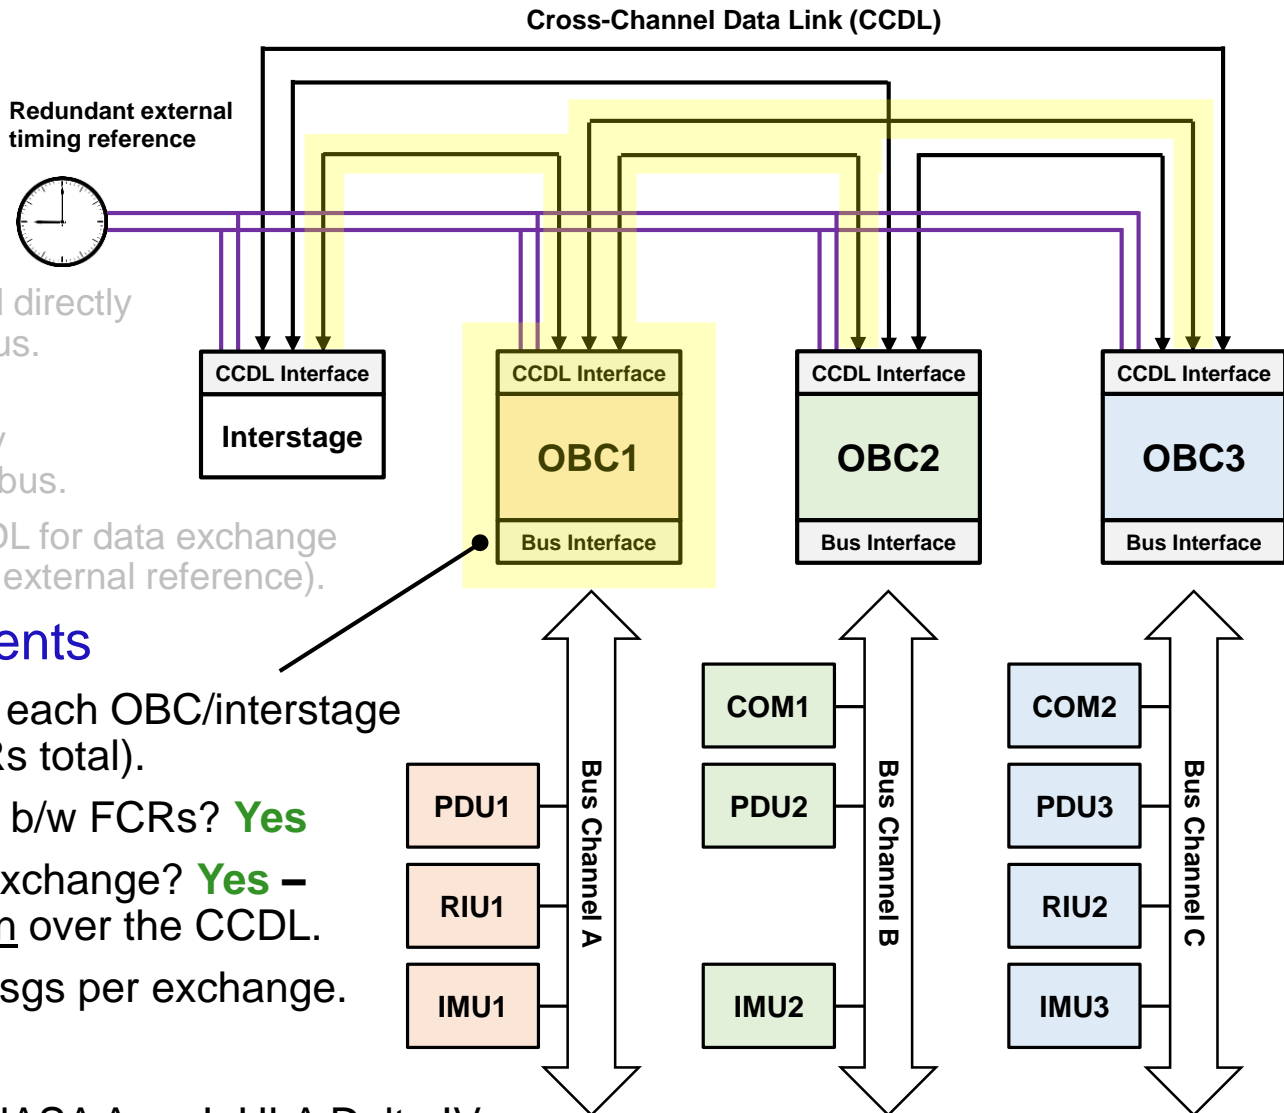 Cross-Channel Data Link (CCDL)
Redundant external
timing reference
directly
us.
bus.
DL for data exchange
external reference).
CCDL Interface
Interstage
CCDL Interface
OBC1
Bus Interface
CCDL Interface
OBC2
Bus Interface
CCDL Interface
OBC3
Bus Interface
ents
each OBC/interstage
Rs total).
b/w FCRs? Yes
xchange? Yes –
n over the CCDL.
sgs per exchange.
PDU1
RIU1
IMU1
Bus Channel A
COM1
PDU2
IMU2
Bus Channel B
COM2
PDU3
RIU2
IMU3
Bus Channel C